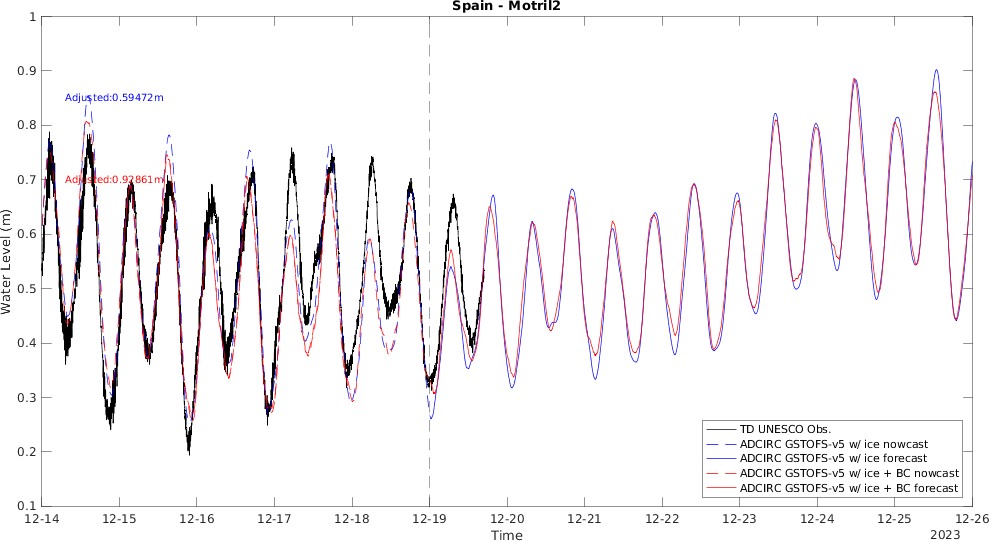 Spain - Motril2
1
0.9
0.8
0.7
0.6
0.5
0.4
0.3
0.2
0.1
Water Level (m)
Adjusted:0.59472m
Adjusted:0.92861m
TD UNESCO Obs.
ADCIRC GSTOFS-v5 w/ ice nowcast
ADCIRC GSTOFS-v5 w/ ice forecast
ADCIRC GSTOFS-v5 w/ ice + BC nowcast
ADCIRC GSTOFS-v5 w/ ice + BC forecast
12-14 12-15 12-16 12-17 12-18 12-19 12-20 12-21 12-22 12-23 12-24 12-25 12-26
Time
2023